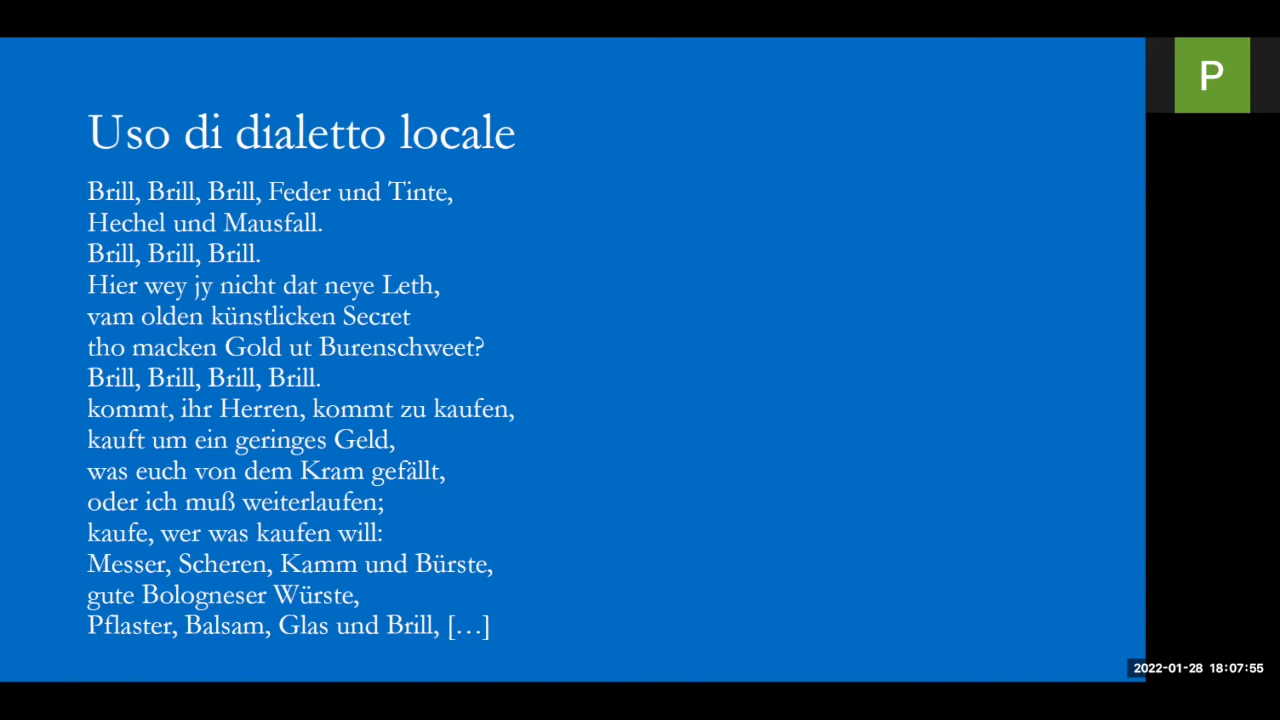 Uso di dialetto locale
Brill, Brill, Brill, Feder und Tinte,
Hechel und Mausfall.
Brill, Brill, Brill.
Hier wey jy nicht dat neye Leth,
vam olden künstlicken Secret
tho macken Gold ut Burenschweet?
Brill, Brill, Brill, Brill.
kommt, ihr Herren, kommt zu kaufen,
kauft um ein geringes Geld,
was euch von dem Kram gefällt,
oder ich muß weiterlaufen;
kaufe, wer was kaufen will:
Messer, Scheren, Kamm und Bürste,
gute Bologneser Würste,
Pflaster, Balsam, Glas und Brill, […]
P
2022-01-28 18:07:55